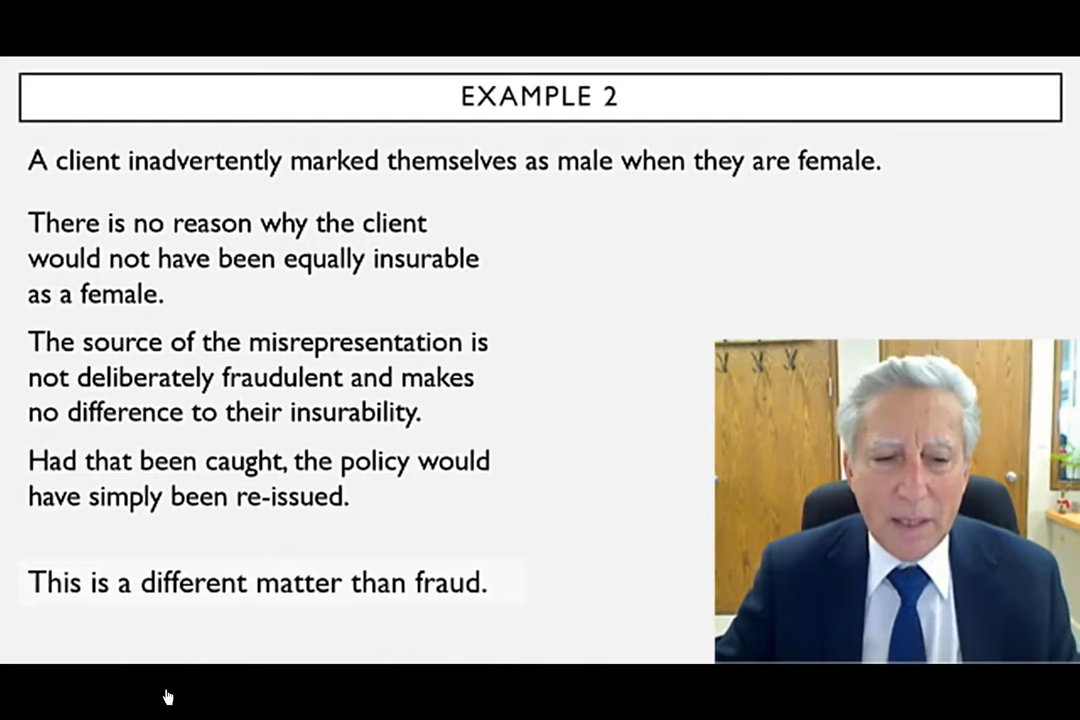 EXAMPLE 2
A client inadvertently marked themselves as male when they are female.
There is no reason why the client
would not have been equally insurable
as a female.
The source of the misrepresentation is
not deliberately fraudulent and makes
no difference to their insurability.
Had that been caught, the policy would
have simply been re-issued.
This is a different matter than fraud.